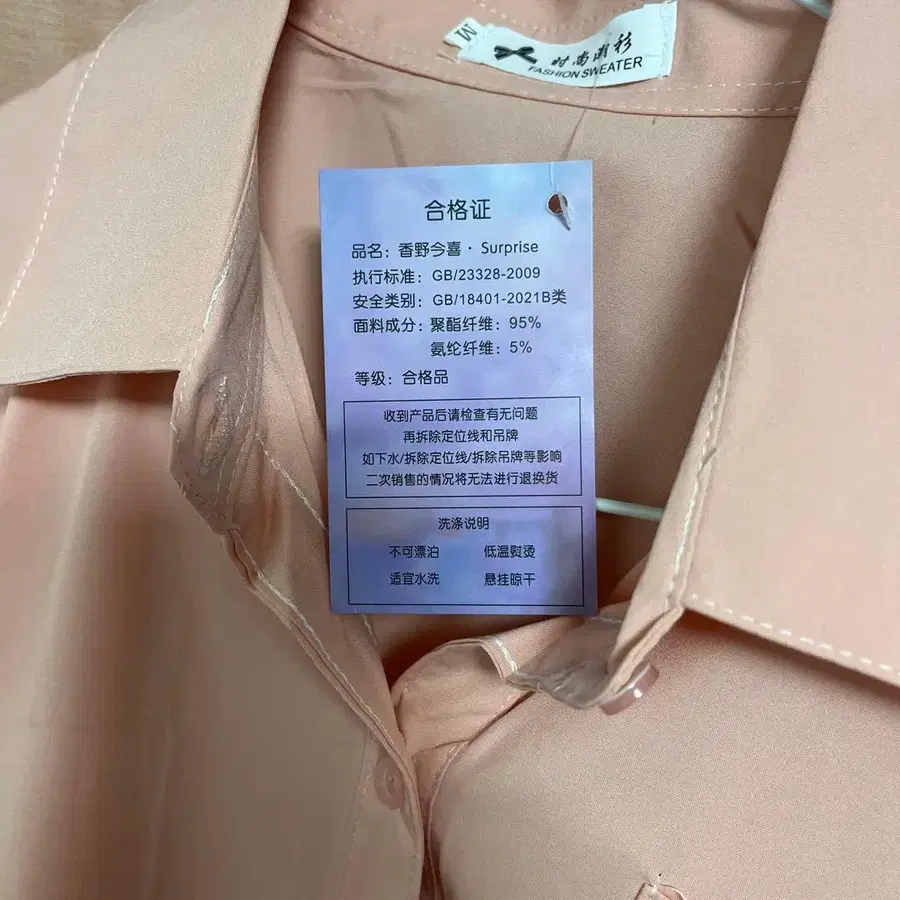 M
时尚潮衫
FASHION SWEATER
合格证
品名：香野今喜·Surprise
执行标准：GB/23328-2009
安全类别：GB/18401-2021B类
面料成分：聚酯纤维：95%
氨纶纤维：5%
等级：合格品
收到产品后请检查有无问题
再拆除定位线和吊牌
如下水/拆除定位线/拆除吊牌等影响
二次销售的情况将无法进行退换货
洗涤说明
不可漂泊 低温熨烫
适宜水洗 悬挂晾干